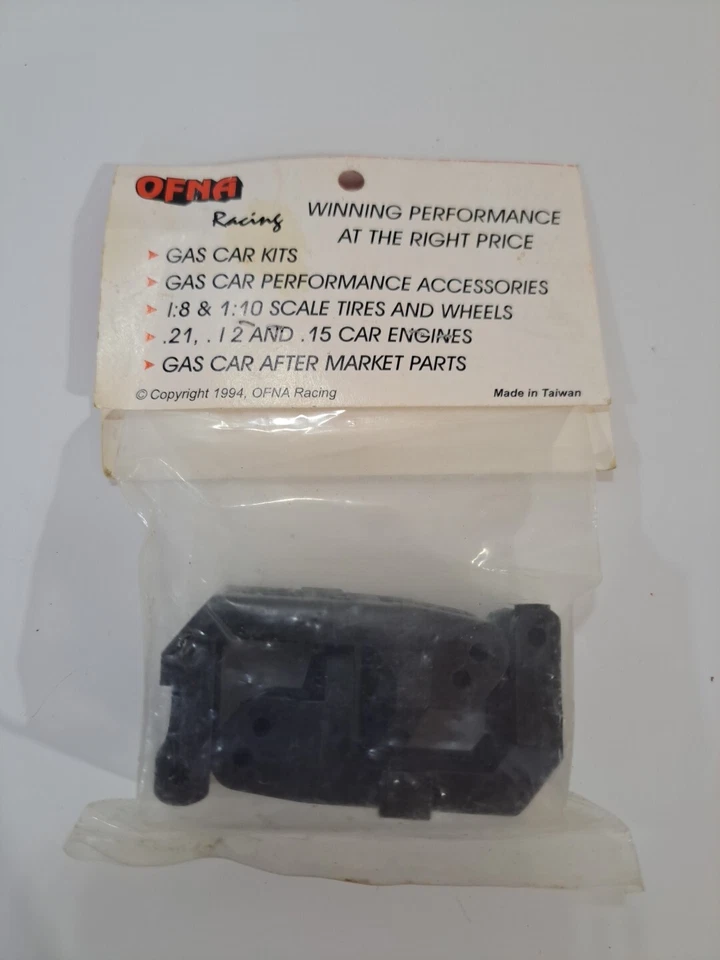 OFNA
Racing
WINNING PERFORMANCE
AT THE RIGHT PRICE
GAS CAR KITS
GAS CAR PERFORMANCE ACCESSORIES
1:8 & 1:10 SCALE TIRES AND WHEELS
.21, .12 AND .15 CAR ENGINES
GAS CAR AFTER MARKET PARTS
© Copyright 1994, OFNA Racing
Made in Taiwan